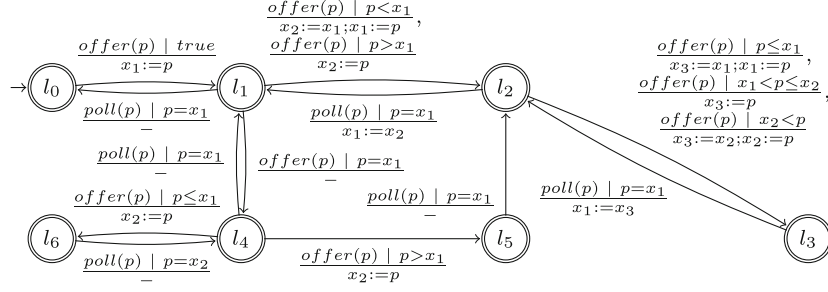 offer(p) | p<x₁
x₂:=x₁;x₁:=p ,
offer(p) | p>x₁
x₂:=p
offer(p) | true
x₁:=p
offer(p) | p≤x₁
x₃:=x₁;x₁:=p ,
offer(p) | x₁<p≤x₂
x₃:=p ,
offer(p) | x₂<p
x₃:=x₂;x₂:=p
l₀
l₁
l₂
poll(p) | p=x₁
–
poll(p) | p=x₁
x₁:=x₂
poll(p) | p=x₁
–
offer(p) | p=x₁
–
offer(p) | p≤x₁
x₂:=p
poll(p) | p=x₁
–
poll(p) | p=x₁
x₁:=x₃
l₆
l₄
l₅
l₃
poll(p) | p=x₂
–
offer(p) | p>x₁
x₂:=p